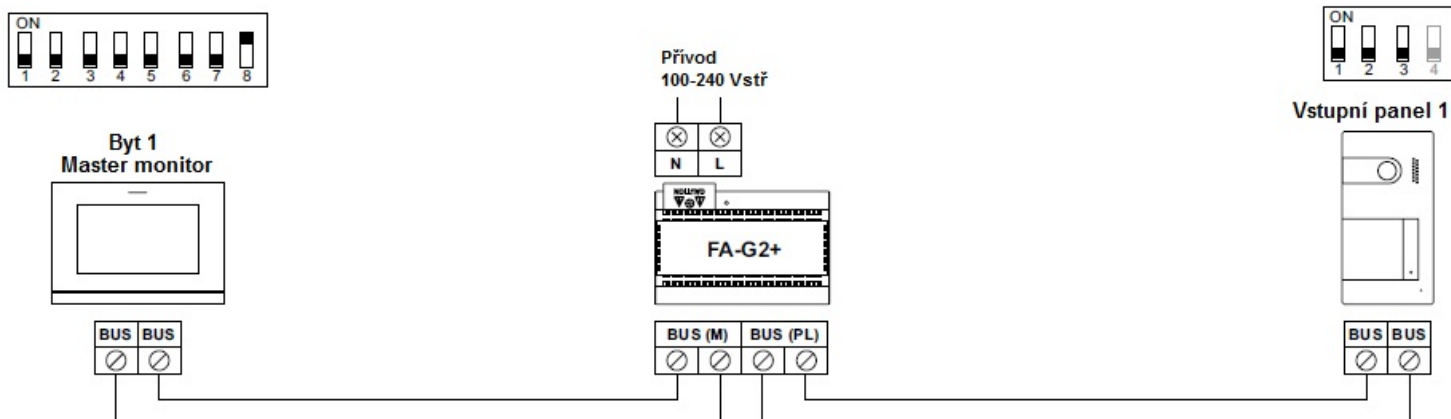 ON
1 2 3 4 5 6 7 8
Byt 1
Master monitor
BUS BUS
Přívod
100-240 Vstř
N L
CAUTION
FA-G2+
BUS (M) BUS (PL)
ON
1 2 3 4
Vstupní panel 1
BUS BUS